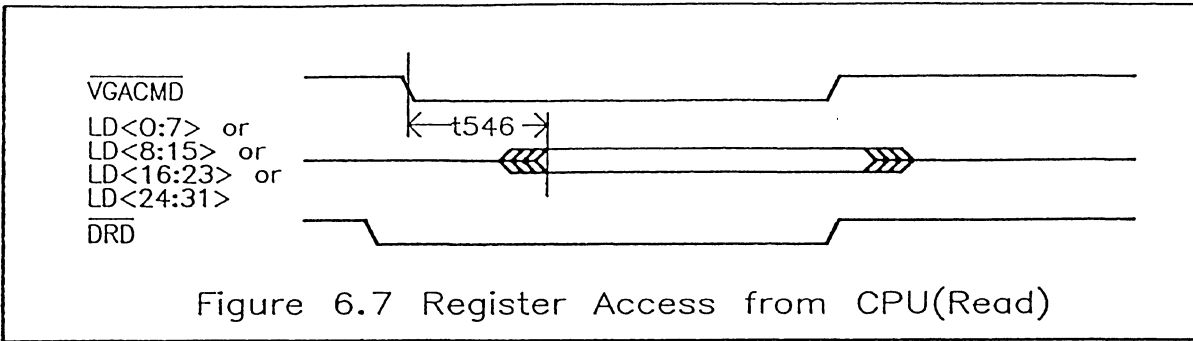 VGACMD
t546
LD<0:7> or
LD<8:15> or
LD<16:23> or
LD<24:31>
DRD
Figure 6.7 Register Access from CPU(Read)